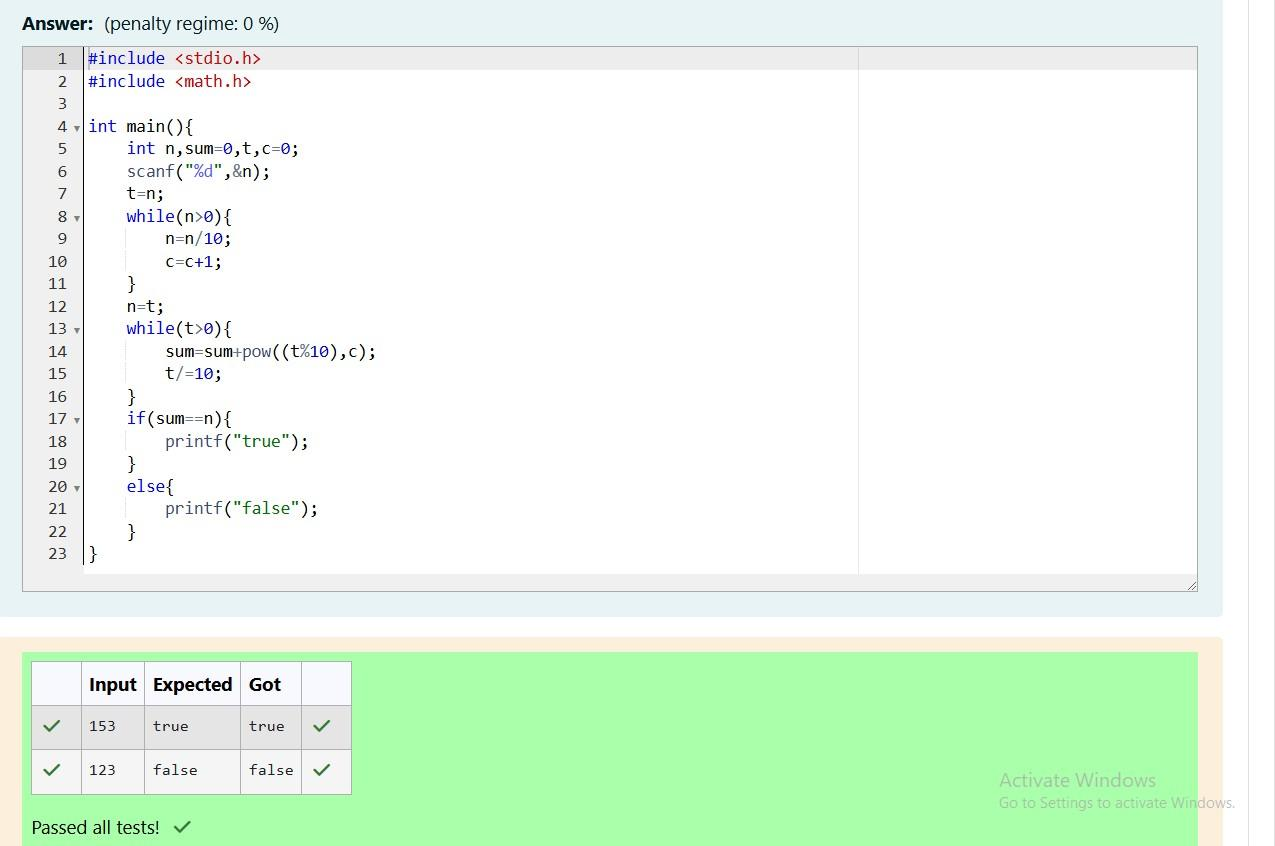 Answer: (penalty regime: 0 %)
1 #include <stdio.h>
2 #include <math.h>
3
4 int main(){
5 int n,sum=0,t,c=0;
6 scanf("%d",&n);
7 t=n;
8 while(n>0){
9 n=n/10;
10 c=c+1;
11 }
12 n=t;
13 while(t>0){
14 sum=sum+pow((t%10),c);
15 t/=10;
16 }
17 if(sum==n){
18 printf("true");
19 }
20 else{
21 printf("false");
22 }
23 }
Input Expected Got
153 true true
123 false false
Activate Windows
Go to Settings to activate Windows.
Passed all tests!